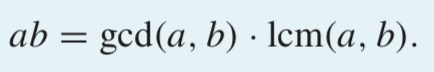 ab = gcd(a, b) · lcm(a, b).